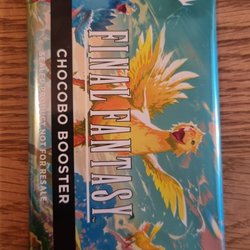 FINAL FANTASY
CHOCOBO BOOSTER
NOT FOR RESALE